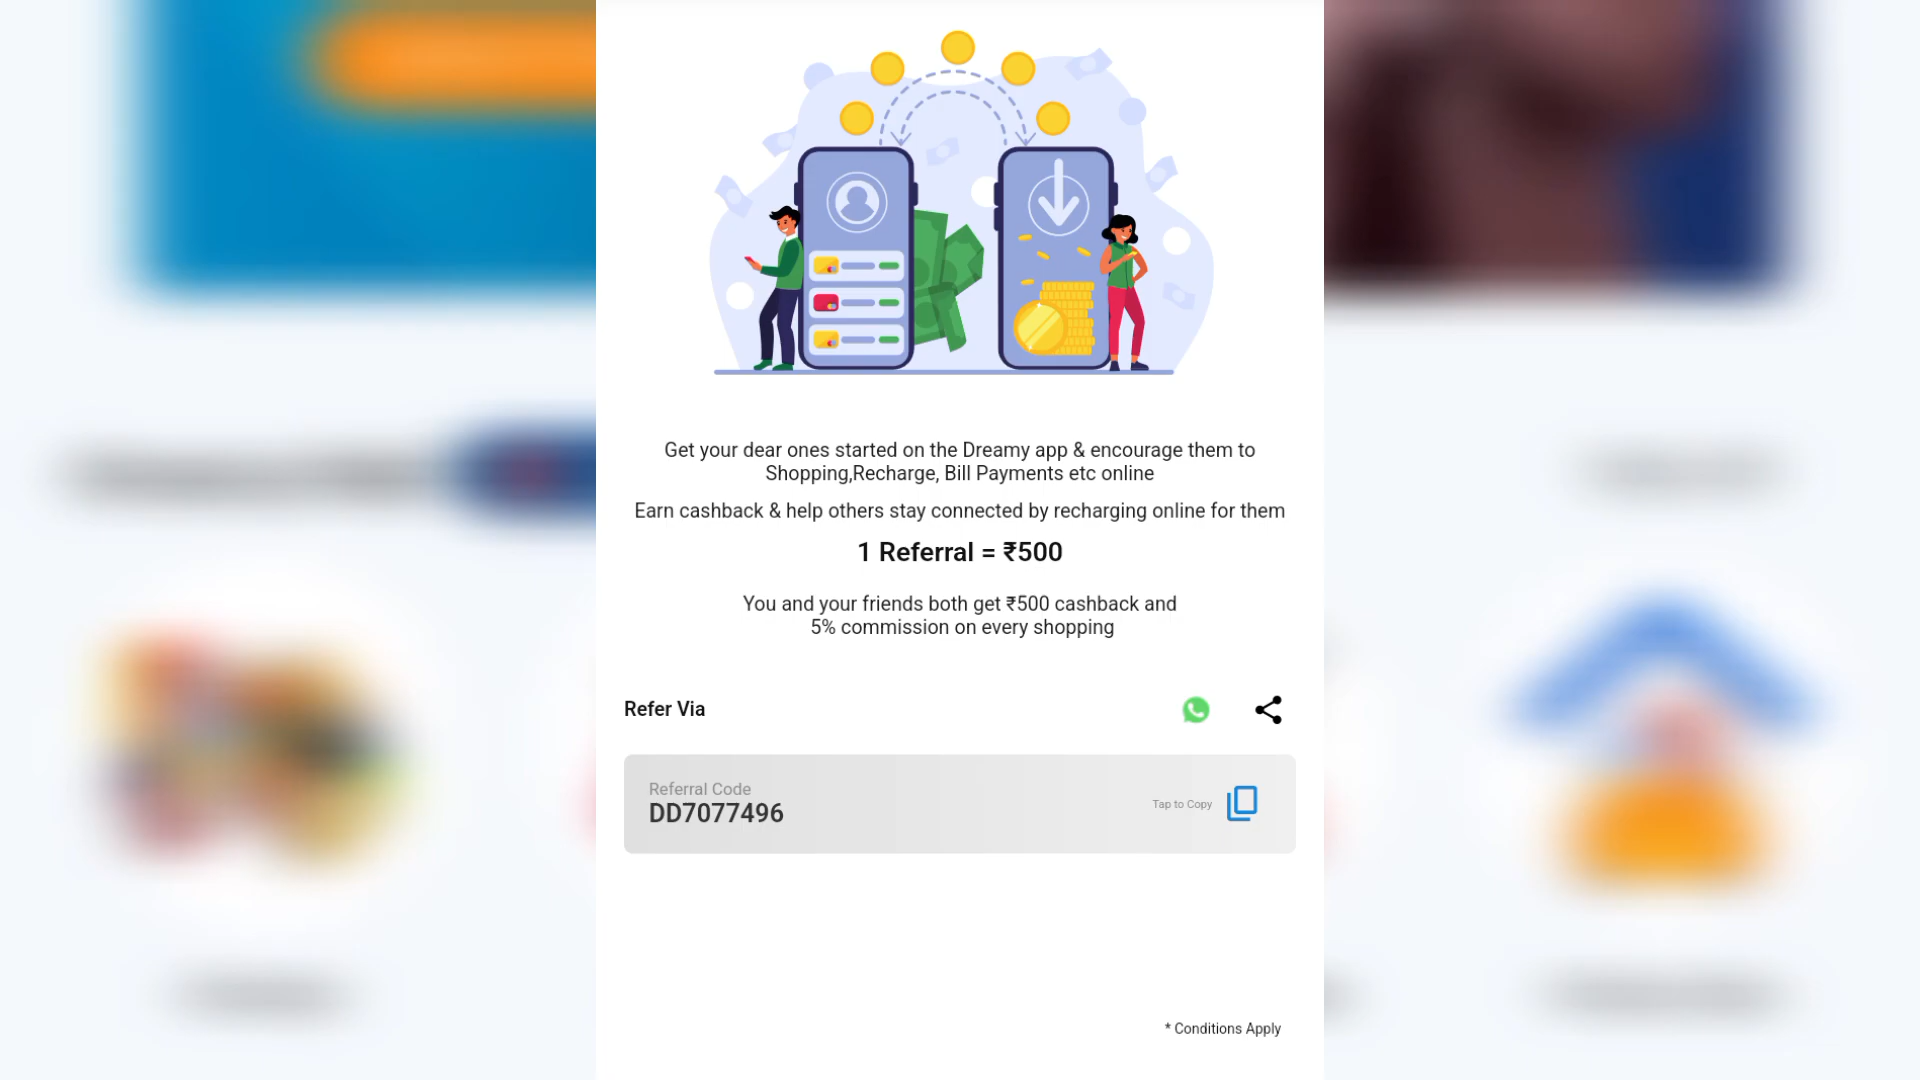 Get your dear ones started on the Dreamy app & encourage them to
Shopping,Recharge, Bill Payments etc online
Earn cashback & help others stay connected by recharging online for them
1 Referral = ₹500
You and your friends both get ₹500 cashback and
5% commission on every shopping
Refer Via
Referral Code
DD7077496
Tap to Copy
* Conditions Apply